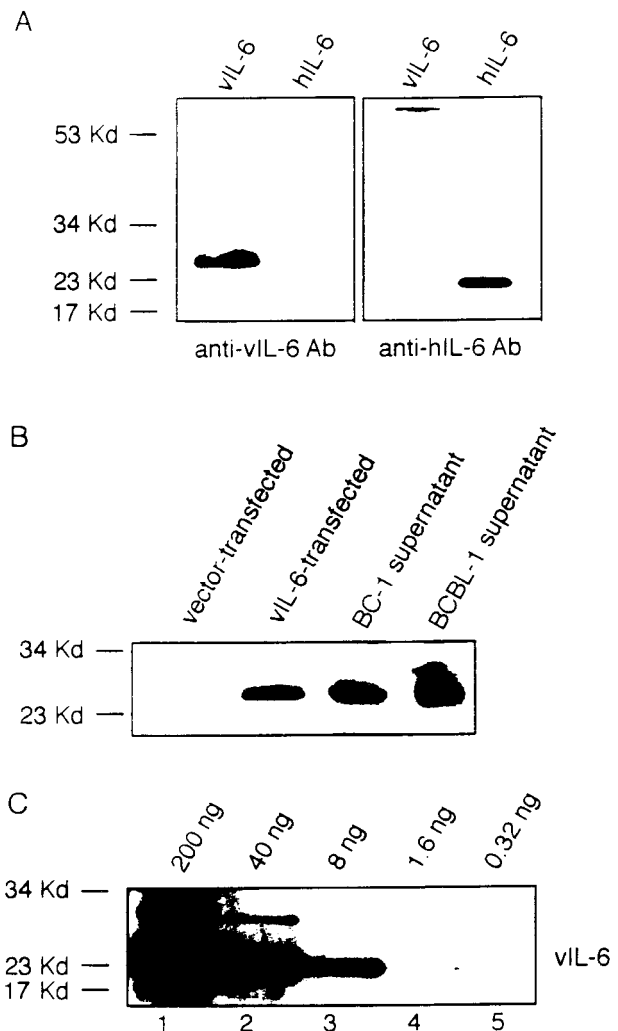 A
vIL-6 hIL-6 vIL-6 hIL-6
53 Kd
34 Kd
23 Kd
17 Kd
anti-vIL-6 Ab anti-hIL-6 Ab
B
vector-transfected
vIL-6-transfected
BC-1 supernatant
BCBL-1 supernatant
34 Kd
23 Kd
C
200 ng 40 ng 8 ng 1.6 ng 0.32 ng
34 Kd
23 Kd
17 Kd
vIL-6
1 2 3 4 5